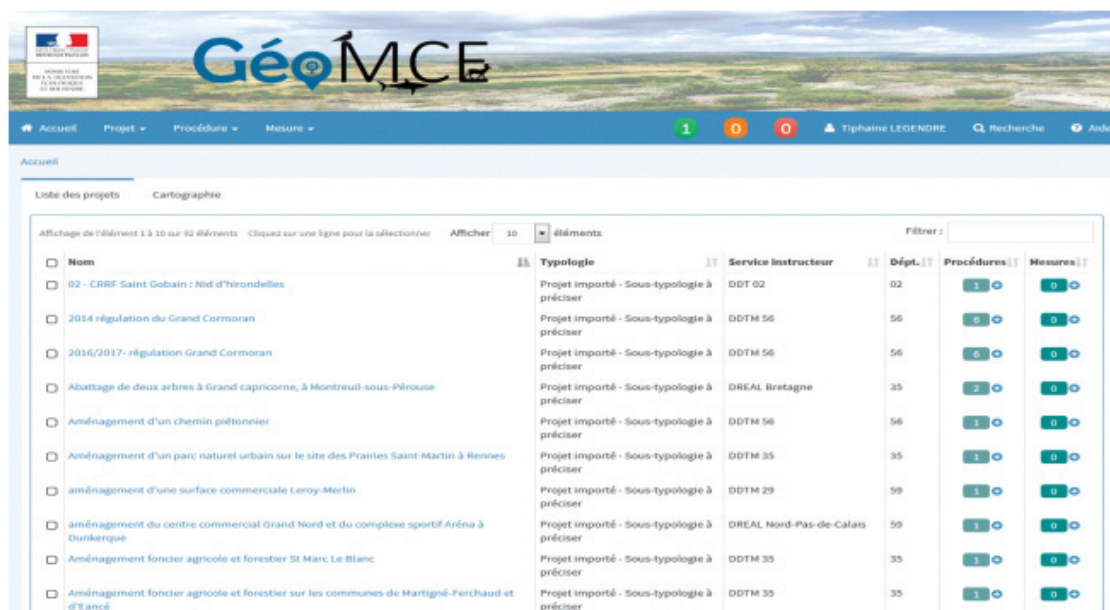 RÉPUBLIQUE FRANÇAISE
MINISTÈRE
DE LA TRANSITION
ÉCOLOGIQUE
ET SOLIDAIRE
GéoMCE
Accueil Projet Procédure Mesure 1 0 0 Tiphaine LEGENDRE Recherche Aide
Accueil
Liste des projets Cartographie
Affichage de l'élément 1 à 10 sur 92 éléments Cliquez sur une ligne pour la sélectionner Afficher 10 éléments Filtrer :
Nom Typologie Service Instructeur Dépt. Procédures Mesures
02 - CRRF Saint Gobain : Nid d'hirondelles Projet importé - Sous-typologie à DDT 02 02 1 0
préciser
2014 régulation du Grand Cormoran Projet importé - Sous-typologie à DDTM 56 56 6 0
préciser
2016/2017- régulation Grand Cormoran Projet importé - Sous-typologie à DDTM 56 56 6 0
préciser
Abattage de deux arbres à Grand capricorne, à Montreuil-sous-Pérouse Projet importé - Sous-typologie à DREAL Bretagne 35 2 0
préciser
Aménagement d'un chemin piétonnier Projet importé - Sous-typologie à DDTM 56 56 1 0
préciser
Aménagement d'un parc naturel urbain sur le site des Prairies Saint-Martin à Rennes Projet importé - Sous-typologie à DDTM 35 35 1 0
préciser
aménagement d'une surface commerciale Leroy-Merlin Projet importé - Sous-typologie à DDTM 29 59 1 0
préciser
aménagement du centre commercial Grand Nord et du complexe sportif Aréna à Projet importé - Sous-typologie à DREAL Nord-Pas-de-Calais 59 1 0
Dunkerque préciser
Aménagement foncier agricole et forestier St Marc Le Blanc Projet importé - Sous-typologie à DDTM 35 35 1 0
préciser
Aménagement foncier agricole et forestier sur les communes de Martigné-Ferchaud et Projet importé - Sous-typologie à DDTM 35 35 1 0
d'Eancé préciser